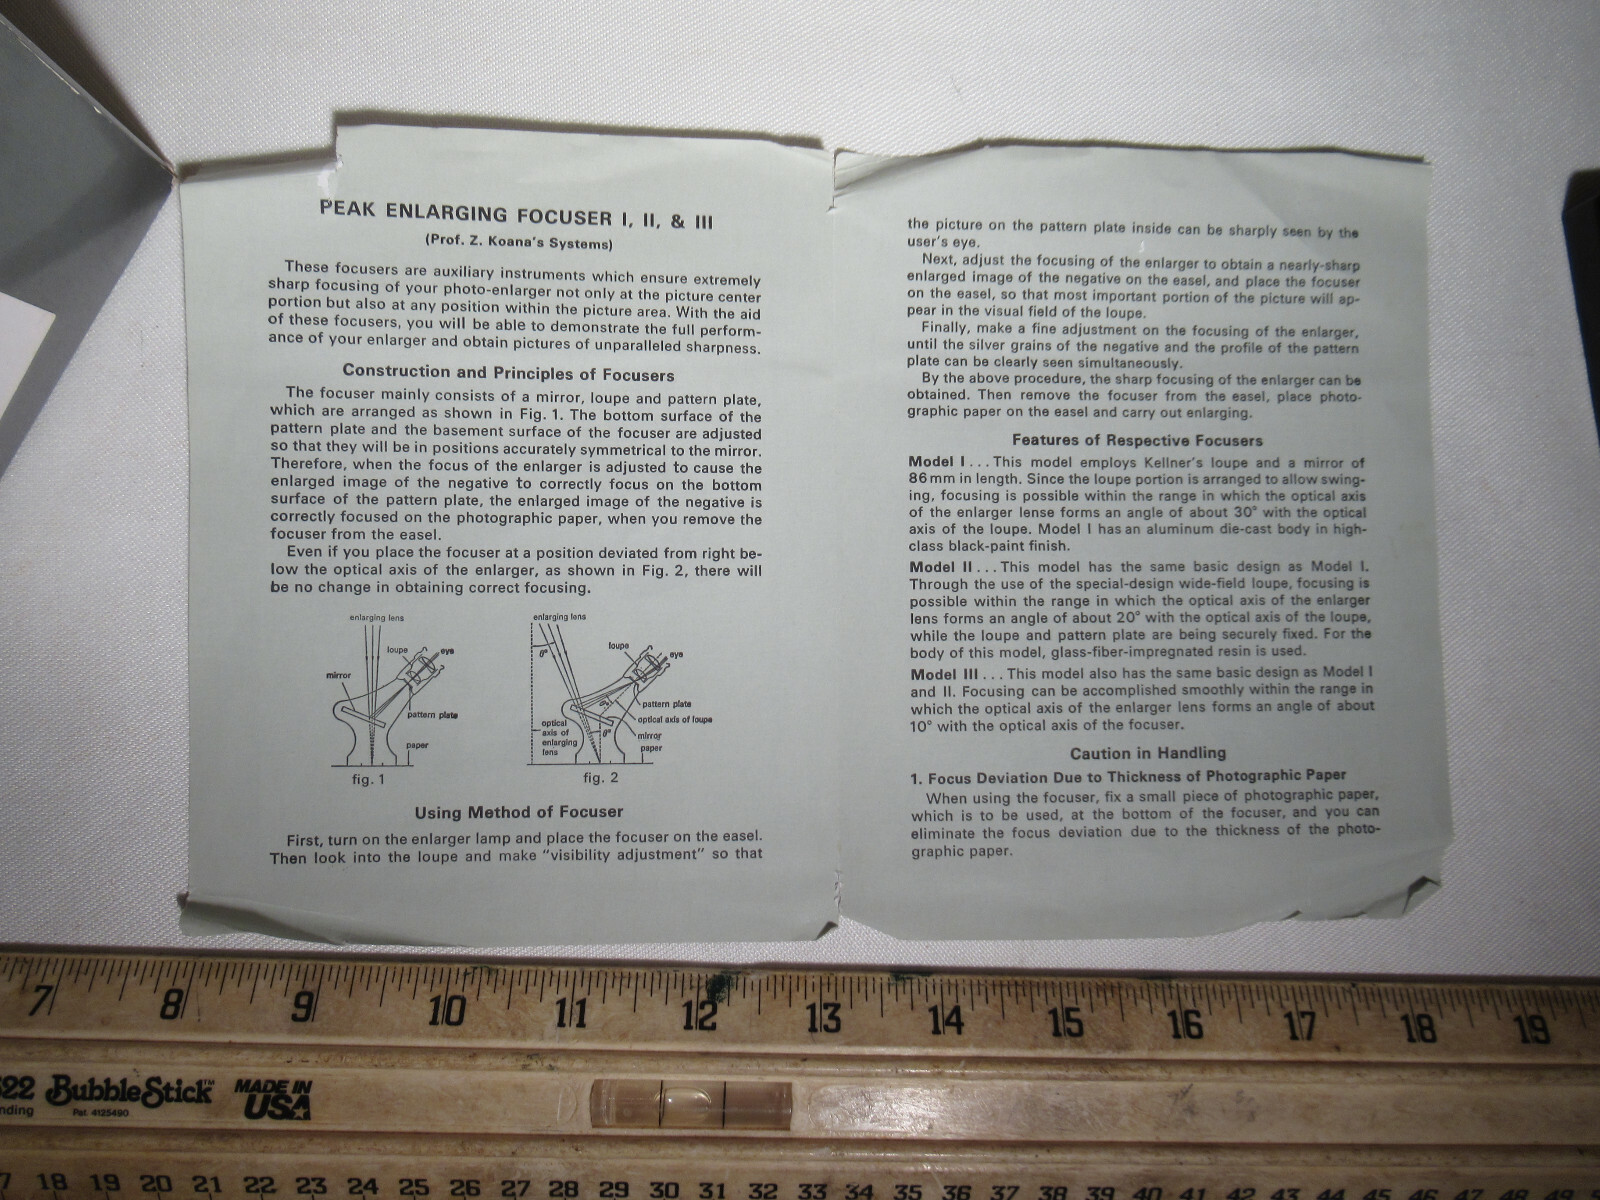 PEAK ENLARGING FOCUSER I, II, & III
(Prof. Z. Koana's Systems)
These focusers are auxiliary instruments which ensure extremely
sharp focusing of your photo-enlarger not only at the picture center
portion but also at any position within the picture area. With the aid
of these focusers, you will be able to demonstrate the full perform-
ance of your enlarger and obtain pictures of unparalleled sharpness.
Construction and Principles of Focusers
The focuser mainly consists of a mirror, loupe and pattern plate,
which are arranged as shown in Fig. 1. The bottom surface of the
pattern plate and the basement surface of the focuser are adjusted
so that they will be in positions accurately symmetrical to the mirror.
Therefore, when the focus of the enlarger is adjusted to cause the
enlarged image of the negative to correctly focus on the bottom
surface of the pattern plate, the enlarged image of the negative is
correctly focused on the photographic paper, when you remove the
focuser from the easel.
Even if you place the focuser at a position deviated from right be-
low the optical axis of the enlarger, as shown in Fig. 2, there will
be no change in obtaining correct focusing.
enlarging lens
loupe
eye
mirror
pattern plate
paper
fig. 1
enlarging lens
θ°
loupe
eye
θ°
pattern plate
optical axis of loupe
optical
axis of
enlarging
lens
θ°
mirror
paper
fig. 2
Using Method of Focuser
First, turn on the enlarger lamp and place the focuser on the easel.
Then look into the loupe and make "visibility adjustment" so that
the picture on the pattern plate inside can be sharply seen by the
user's eye.
Next, adjust the focusing of the enlarger to obtain a nearly-sharp
enlarged image of the negative on the easel, and place the focuser
on the easel, so that most important portion of the picture will ap-
pear in the visual field of the loupe.
Finally, make a fine adjustment on the focusing of the enlarger,
until the silver grains of the negative and the profile of the pattern
plate can be clearly seen simultaneously.
By the above procedure, the sharp focusing of the enlarger can be
obtained. Then remove the focuser from the easel, place photo-
graphic paper on the easel and carry out enlarging.
Features of Respective Focusers
Model I . . . This model employs Kellner's loupe and a mirror of
86 mm in length. Since the loupe portion is arranged to allow swing-
ing, focusing is possible within the range in which the optical axis
of the enlarger lense forms an angle of about 30° with the optical
axis of the loupe. Model I has an aluminum die-cast body in high-
class black-paint finish.
Model II . . . This model has the same basic design as Model I.
Through the use of the special-design wide-field loupe, focusing is
possible within the range in which the optical axis of the enlarger
lens forms an angle of about 20° with the optical axis of the loupe,
while the loupe and pattern plate are being securely fixed. For the
body of this model, glass-fiber-impregnated resin is used.
Model III . . . This model also has the same basic design as Model I
and II. Focusing can be accomplished smoothly within the range in
which the optical axis of the enlarger lens forms an angle of about
10° with the optical axis of the focuser.
Caution in Handling
1. Focus Deviation Due to Thickness of Photographic Paper
When using the focuser, fix a small piece of photographic paper,
which is to be used, at the bottom of the focuser, and you can
eliminate the focus deviation due to the thickness of the photo-
graphic paper.
7 8 9 10 11 12 13 14 15 16 17 18 19
22 BubbleStick™ MADE IN USA
Pat. 4125490
18 19 20 21 22 23 24 25 26 27 28 29 30 31 32 33 34 35 36 37 38 39 40 41 42 43 44 45 46 47 48